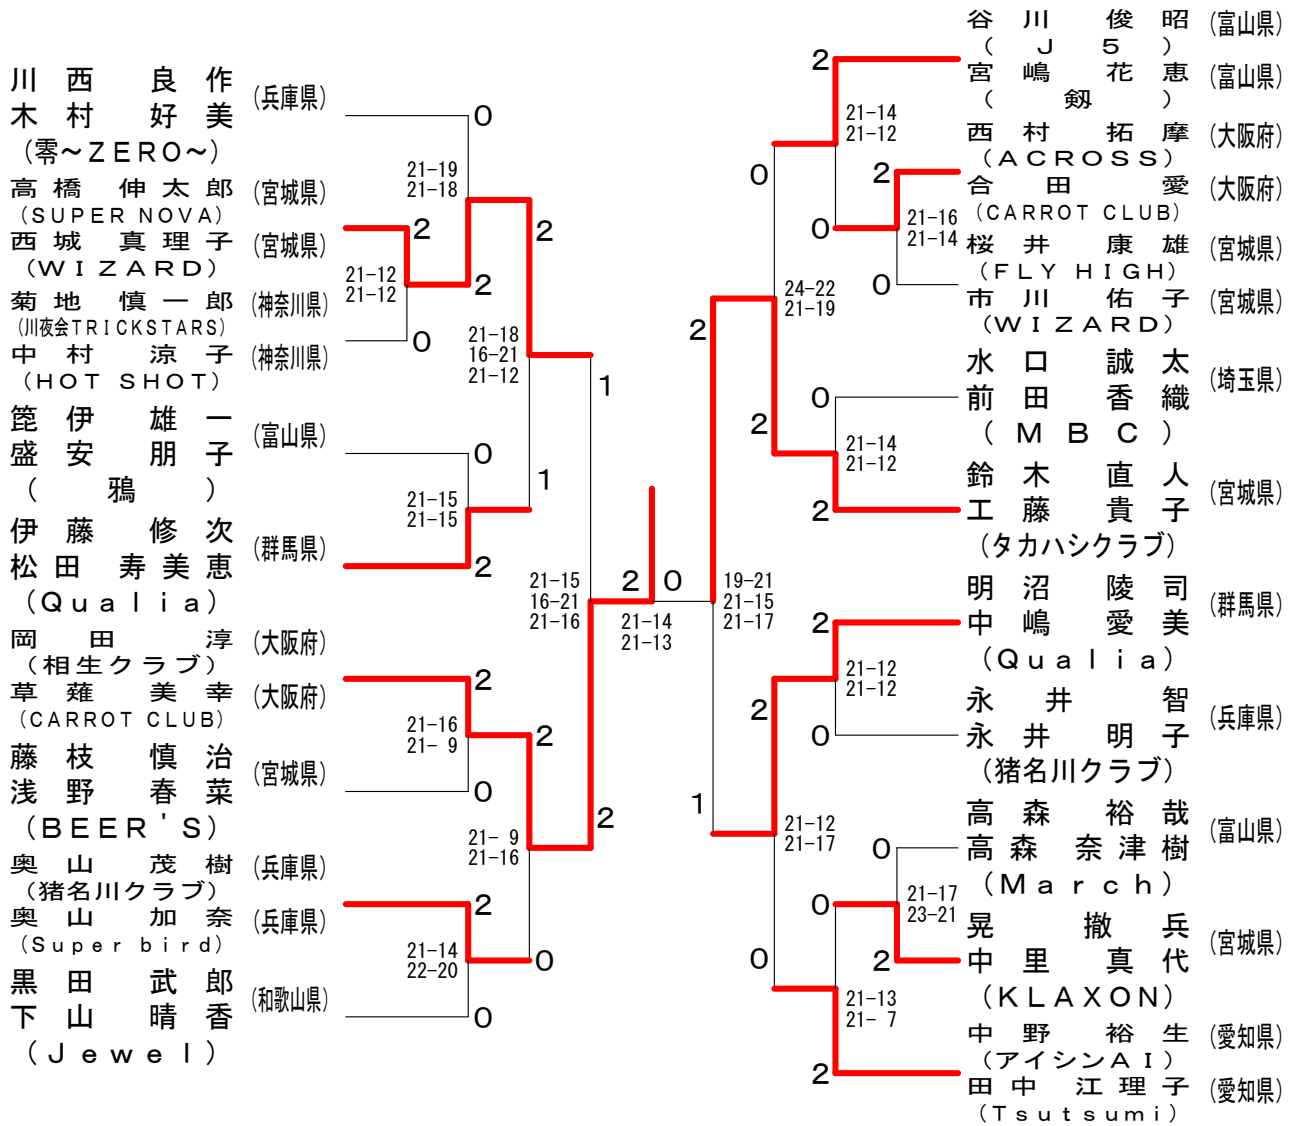 川西 良作
木村 好美
(零～ZERO～)
(兵庫県)
高橋 伸太郎 (宮城県)
(SUPER NOVA)
西城 真理子 (宮城県)
(WIZARD)
菊地 慎一郎 (神奈川県)
(川夜会TRICKSTARS)
中村 涼子 (神奈川県)
(HOT SHOT)
箆伊 雄一
盛安 朋子
(鴉)
(富山県)
伊藤 修次
松田 寿美恵
(Qualia)
(群馬県)
岡田 淳 (大阪府)
(相生クラブ)
草薙 美幸 (大阪府)
(CARROT CLUB)
藤枝 慎治
浅野 春菜
(BEER'S)
(宮城県)
奥山 茂樹 (兵庫県)
(猪名川クラブ)
奥山 加奈 (兵庫県)
(Super bird)
黒田 武郎
下山 晴香
(Jewel)
(和歌山県)
0
21-19
21-18
2
2
21-12
21-12
0
2
21-18
16-21
21-12
1
0
21-15
21-15
2
1
21-15
16-21
21-16
2
2
21-16
21- 9
0
2
21- 9
21-16
0
2
21-14
22-20
0
2
0
21-14
21-13
2
19-21
21-15
21-17
1
0
24-22
21-19
2
2
21-14
21-12
0
2
21-16
21-14
0
0
21-14
21-12
2
2
21-12
21-17
0
2
21-12
21-12
0
0
21-13
21- 7
2
0
21-17
23-21
2
谷川 俊昭 (富山県)
(J5)
宮嶋 花恵 (富山県)
(剱)
西村 拓摩 (大阪府)
(ACROSS)
合田 愛 (大阪府)
(CARROT CLUB)
桜井 康雄 (宮城県)
(FLY HIGH)
市川 佑子 (宮城県)
(WIZARD)
水口 誠太
前田 香織
(MBC)
(埼玉県)
鈴木 直人
工藤 貴子
(タカハシクラブ)
(宮城県)
明沼 陵司
中嶋 愛美
(Qualia)
(群馬県)
永井 智
永井 明子
(猪名川クラブ)
(兵庫県)
高森 裕哉
高森 奈津樹
(March)
(富山県)
晃 撤兵
中里 真代
(KLAXON)
(宮城県)
中野 裕生 (愛知県)
(アイシンAI)
田中 江理子 (愛知県)
(Tsutsumi)